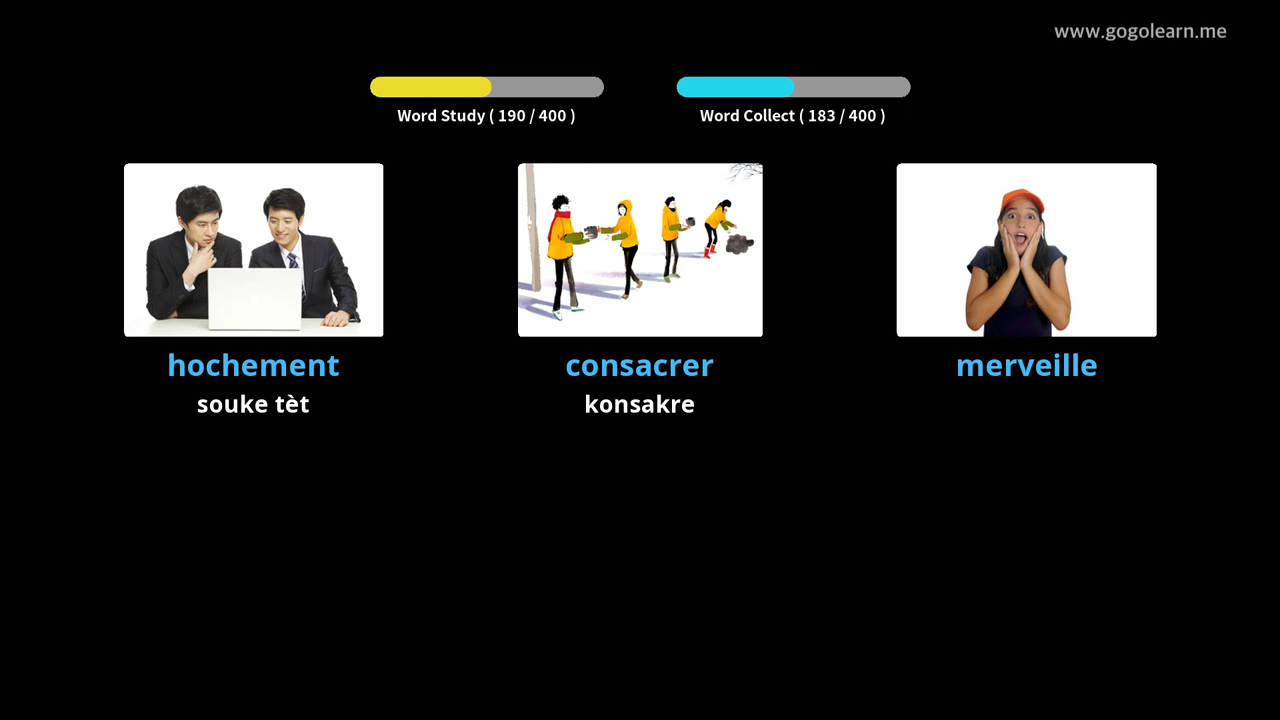 www.gogolearn.me
Word Study ( 190 / 400 )
Word Collect ( 183 / 400 )
hochement
souke tèt
consacrer
konsakre
merveille